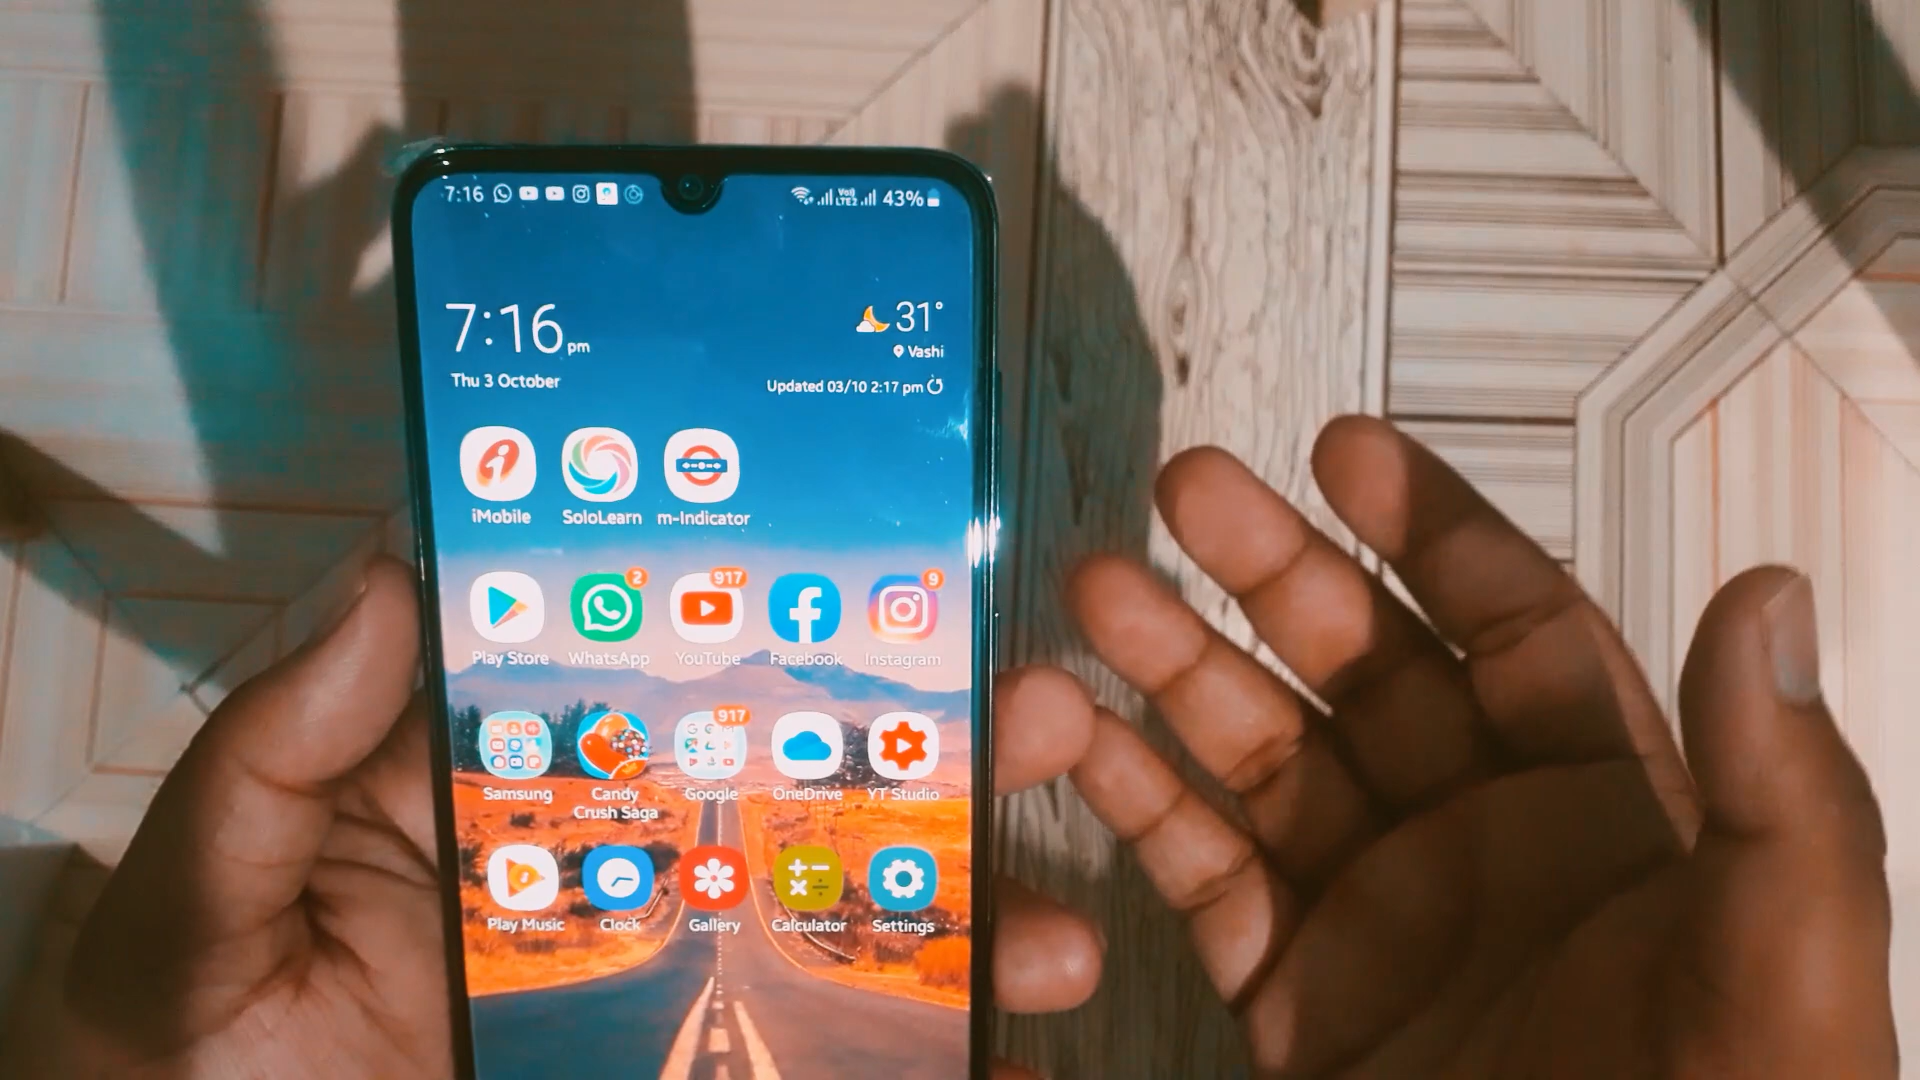 7:16
43%
7:16 pm
31°
Vashi
Thu 3 October
Updated 03/10 2:17 pm
iMobile
SoloLearn
m-Indicator
2
917
9
Play Store
WhatsApp
YouTube
Facebook
Instagram
917
Samsung
Candy
Crush Saga
Google
OneDrive
YT Studio
Play Music
Clock
Gallery
Calculator
Settings